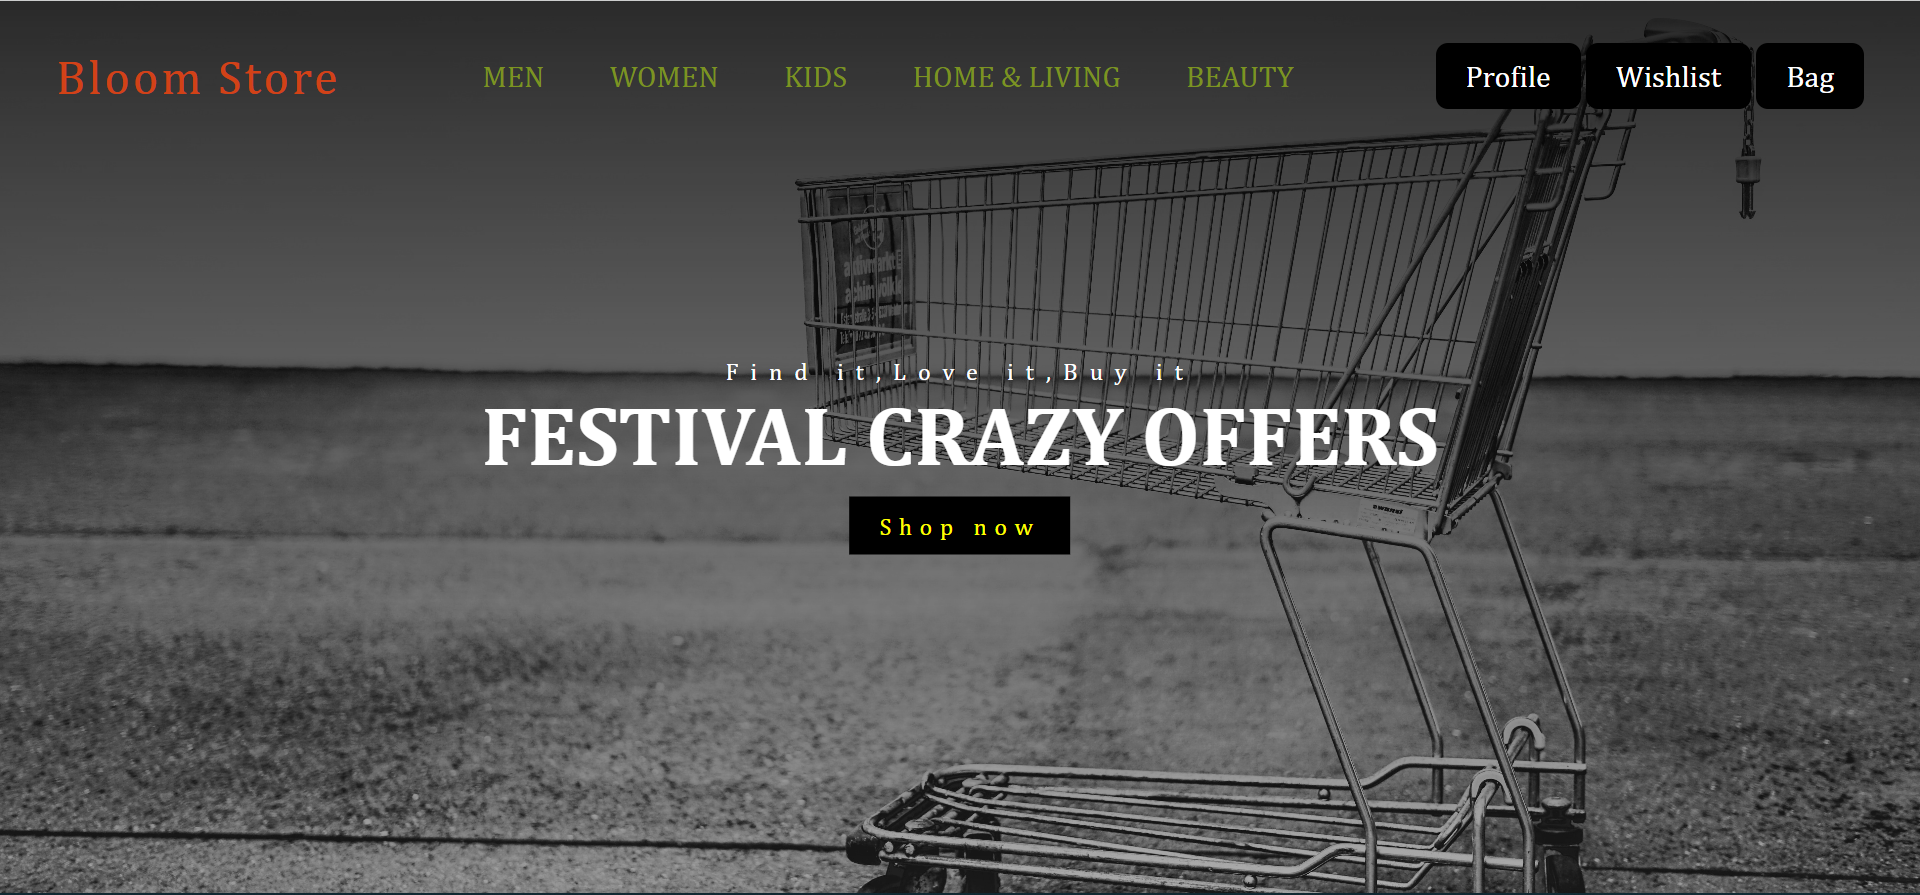 Bloom Store
MEN WOMEN KIDS HOME & LIVING BEAUTY
Profile Wishlist Bag
Find it,Love it,Buy it
FESTIVAL CRAZY OFFERS
Shop now
wanzl